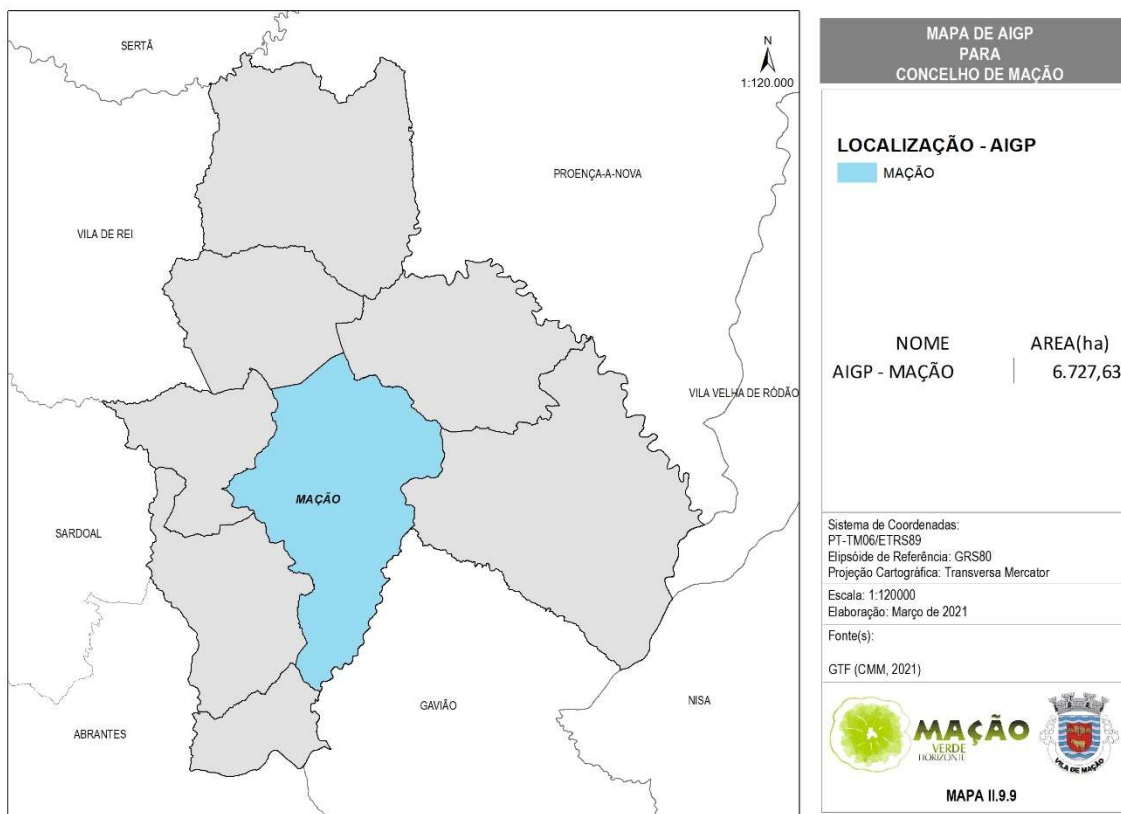 SERTÃ
N
1:120.000
PROENÇA-A-NOVA
VILA DE REI
VILA VELHA DE RÓDÃO
MAÇÃO
SARDOAL
GAVIÃO
NISA
ABRANTES
MAPA DE AIGP
PARA
CONCELHO DE MAÇÃO
LOCALIZAÇÃO - AIGP
MAÇÃO
NOME AREA(ha)
AIGP - MAÇÃO 6.727,63
Sistema de Coordenadas:
PT-TM06/ETRS89
Elipsóide de Referência: GRS80
Projeção Cartográfica: Transversa Mercator
Escala: 1:120000
Elaboração: Março de 2021
Fonte(s):
GTF (CMM, 2021)
MAÇÃO
VERDE
HORIZONTE
VILA DE MAÇÃO
MAPA II.9.9